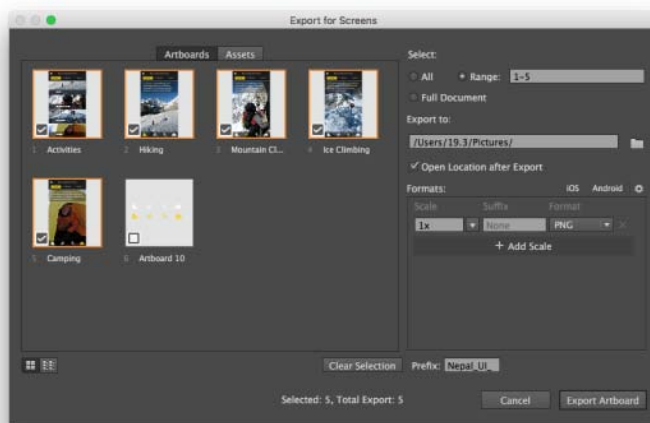 Export for Screens
Artboards Assets
1 Activities
2 Hiking
3 Mountain Cl...
4 Ice Climbing
5 Camping
6 Artboard 10
Clear Selection
Select:
All Range: 1-5
Full Document
Export to:
/Users/19.3/Pictures/
Open Location after Export
Formats: iOS Android
Scale Suffix Format
1x None PNG
+ Add Scale
Prefix: Nepal_UI_
Selected: 5, Total Export: 5
Cancel Export Artboard